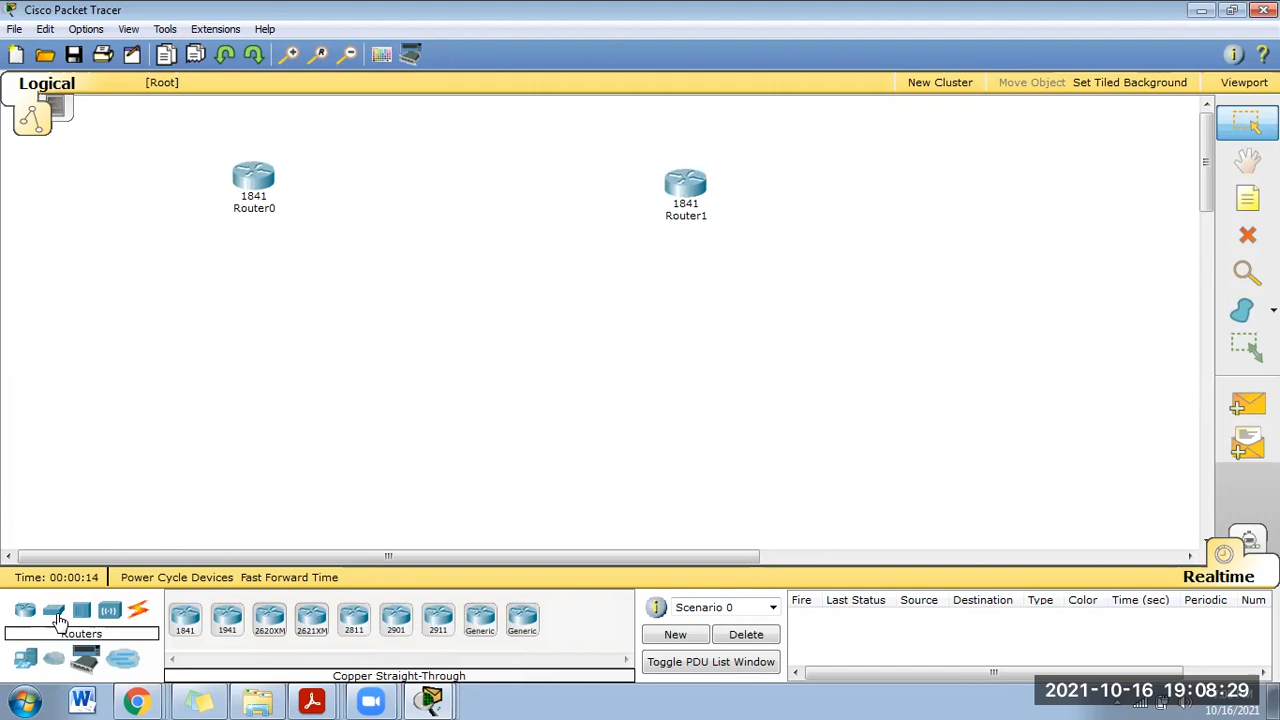 Cisco Packet Tracer
File Edit Options View Tools Extensions Help
Logical [Root] New Cluster Move Object Set Tiled Background Viewport
1841
Router0
1841
Router1
Time: 00:00:14 Power Cycle Devices Fast Forward Time Realtime
Routers
1841 1941 2620XM 2621XM 2811 2901 2911 Generic Generic
Copper Straight-Through
Scenario 0
New Delete
Toggle PDU List Window
Fire Last Status Source Destination Type Color Time (sec) Periodic Num
2021-10-16 19:08:29
10/16/2021